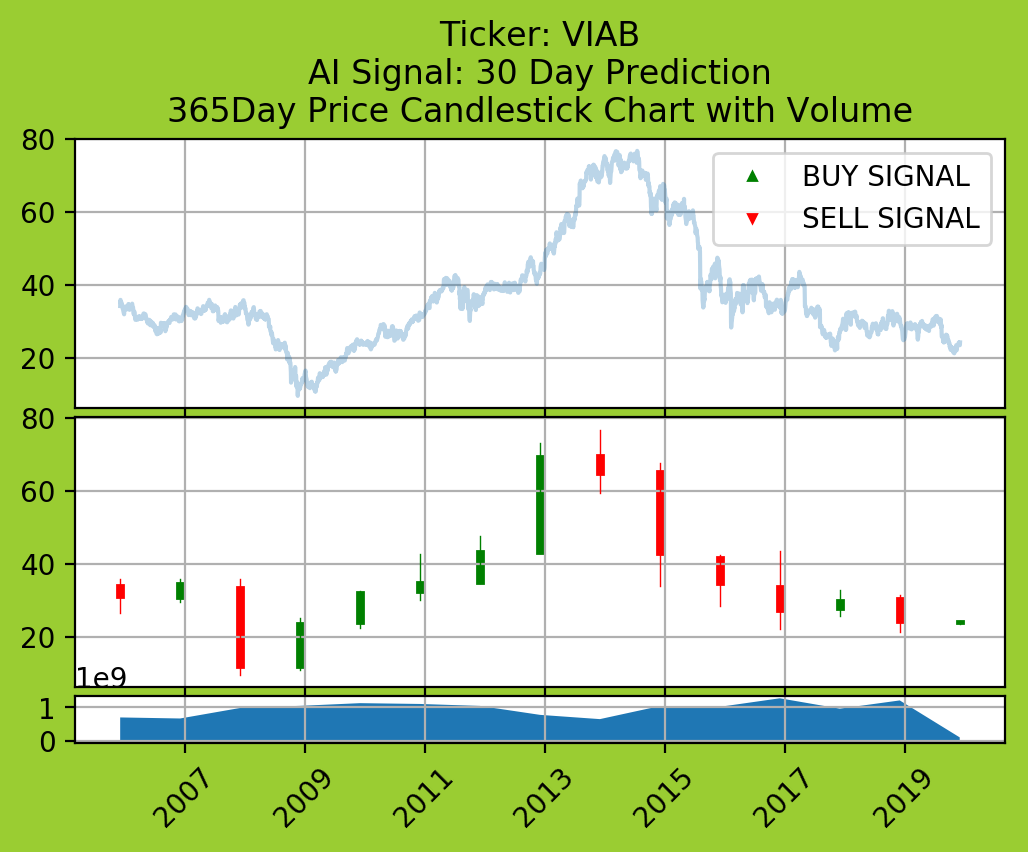 Ticker: VIAB
AI Signal: 30 Day Prediction
365Day Price Candlestick Chart with Volume
80
60
40
20
BUY SIGNAL
SELL SIGNAL
80
60
40
20
1e9
1
0
2007
2009
2011
2013
2015
2017
2019